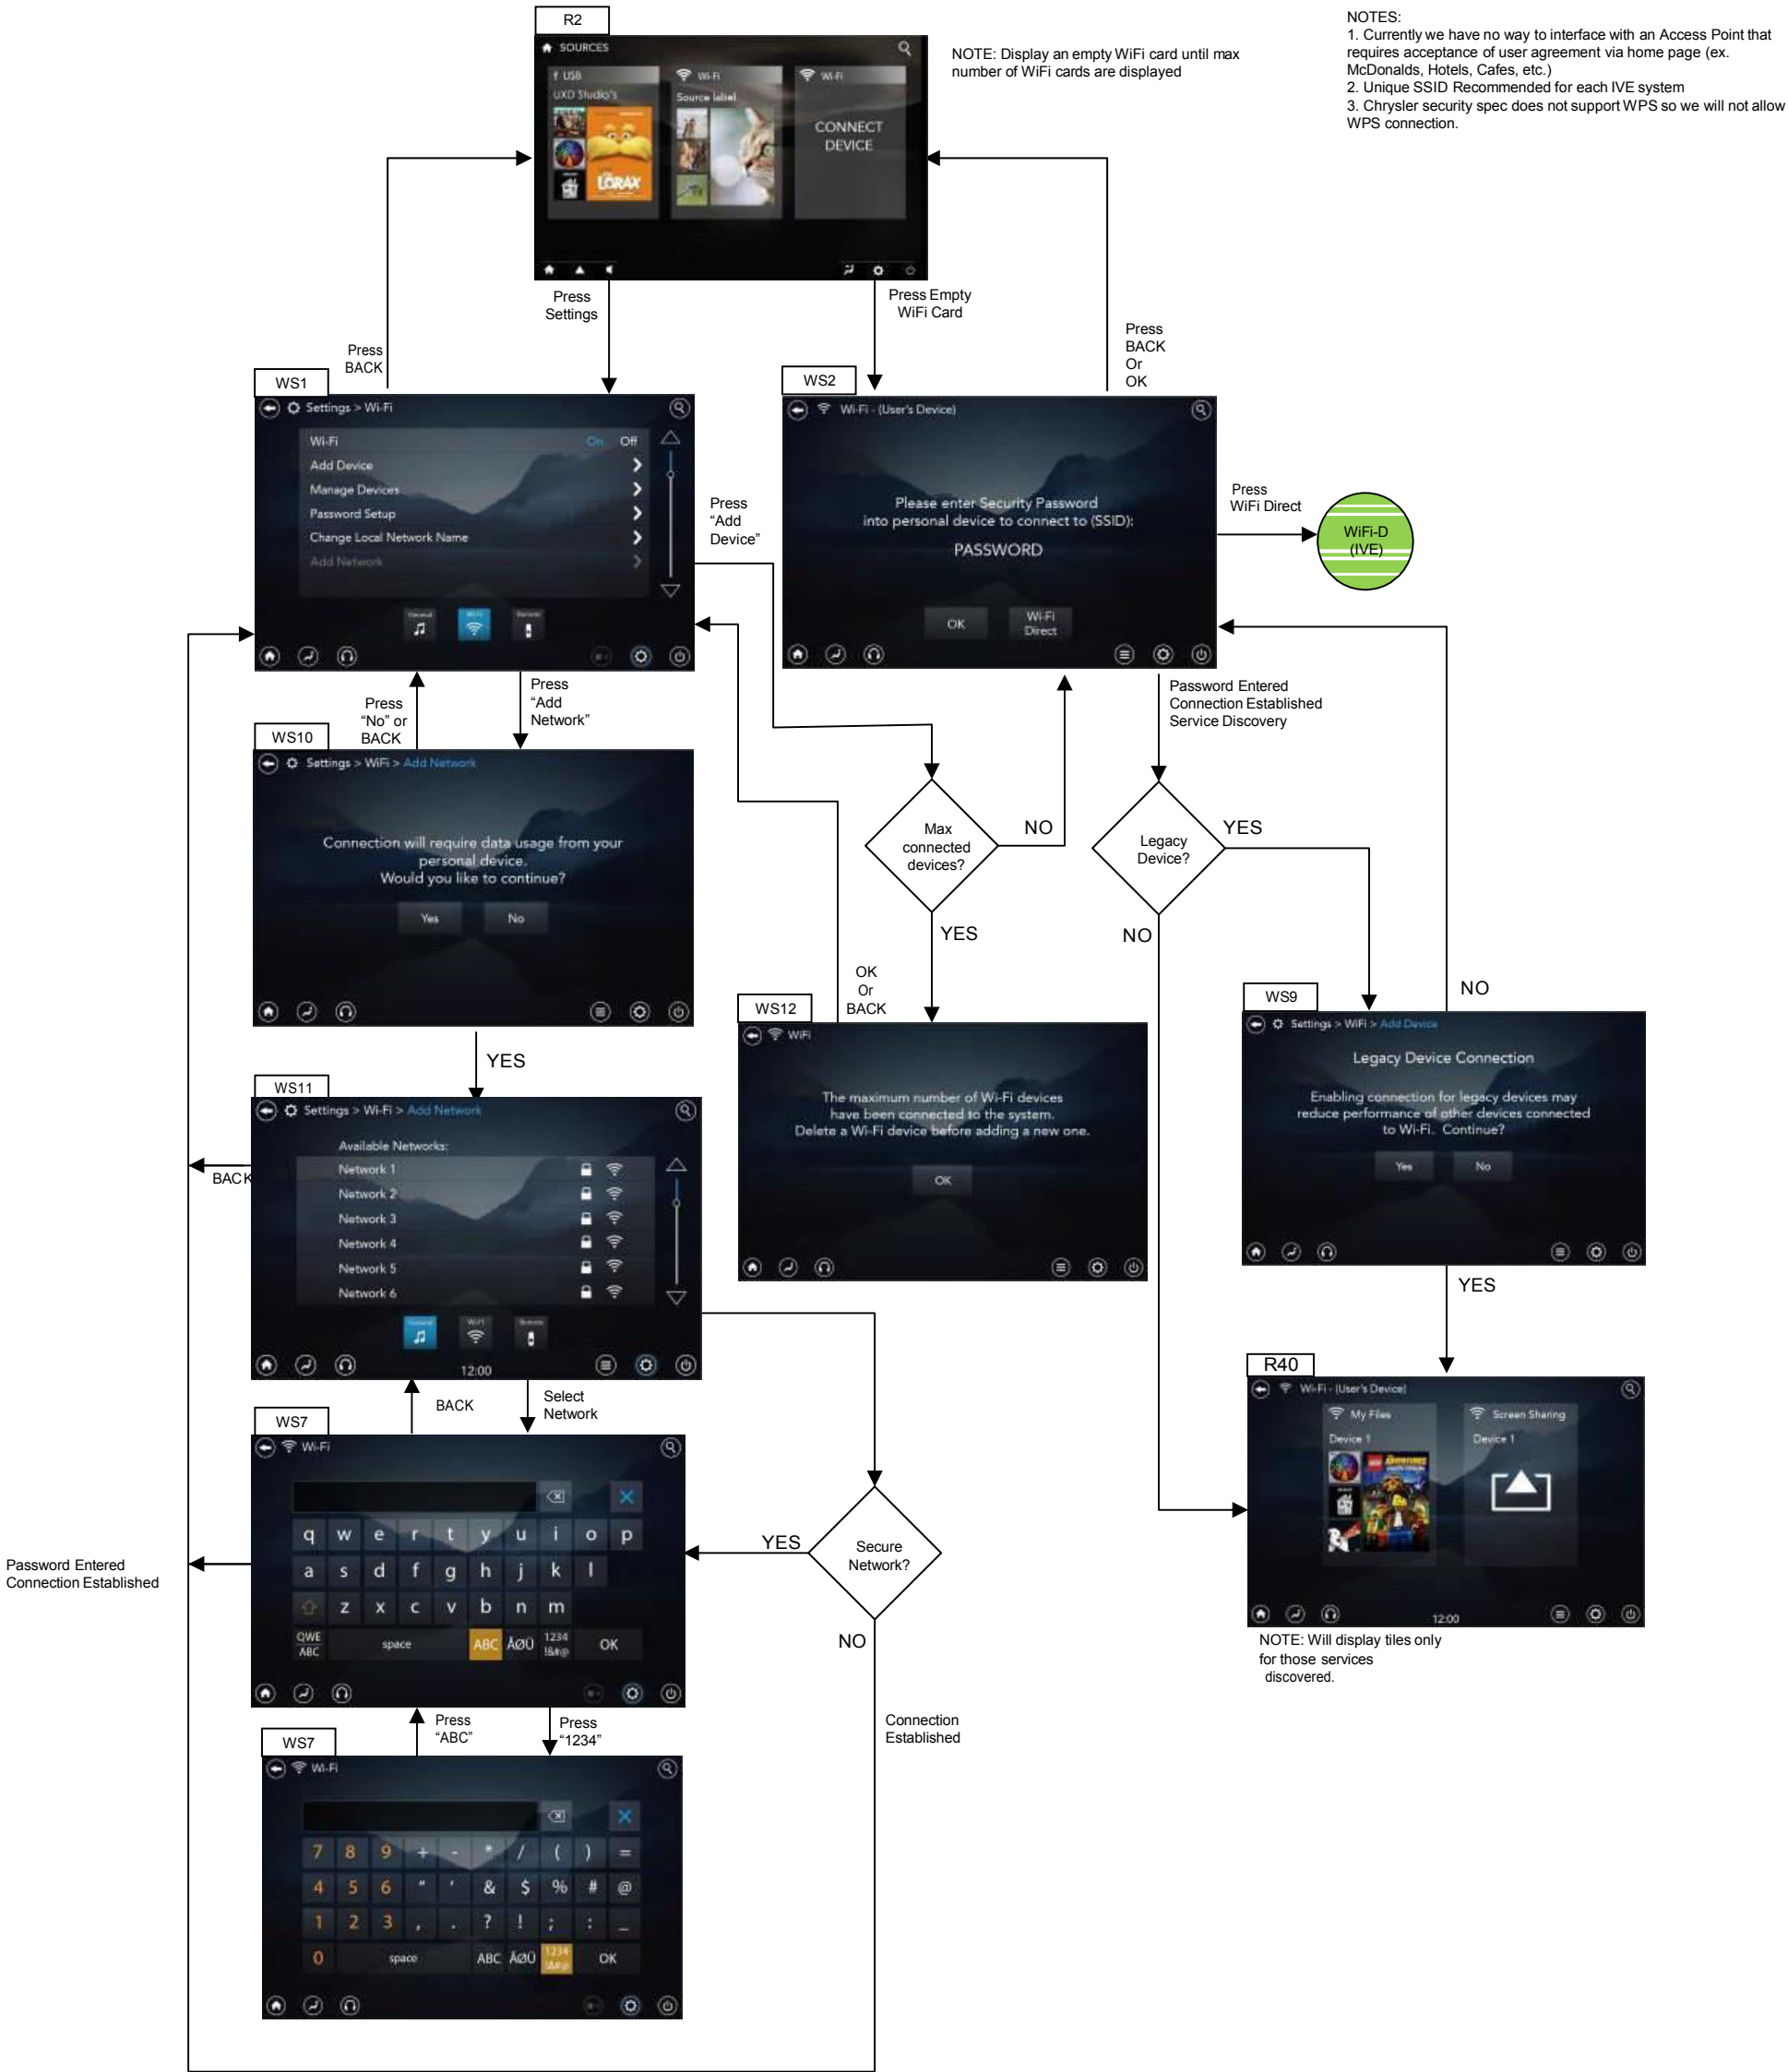 R2
SOURCES
USB
UXD Studio's
THE LORAX
Wi-Fi
Source label
Wi-Fi
CONNECT
DEVICE
NOTE: Display an empty WiFi card until max
number of WiFi cards are displayed
NOTES:
1. Currently we have no way to interface with an Access Point that
requires acceptance of user agreement via home page (ex.
McDonalds, Hotels, Cafes, etc.)
2. Unique SSID Recommended for each IVE system
3. Chrysler security spec does not support WPS so we will not allow
WPS connection.
Press
Settings
Press Empty
WiFi Card
Press
BACK
Press
BACK
Or
OK
WS1
Settings > Wi-Fi
Wi-Fi On Off
Add Device
Manage Devices
Password Setup
Change Local Network Name
Add Network
General
Wi-Fi
Remote
Press
“Add
Device”
WS2
Wi-Fi - (User's Device)
Please enter Security Password
into personal device to connect to (SSID):
PASSWORD
OK
Wi-Fi
Direct
Press
WiFi Direct
WiFi-D
(IVE)
Press
“No” or
BACK
Press
“Add
Network”
Password Entered
Connection Established
Service Discovery
WS10
Settings > WiFi > Add Network
Connection will require data usage from your
personal device.
Would you like to continue?
Yes
No
YES
Max
connected
devices?
NO
YES
Legacy
Device?
YES
NO
OK
Or
BACK
WS12
WiFi
The maximum number of Wi-Fi devices
have been connected to the system.
Delete a Wi-Fi device before adding a new one.
OK
WS9
NO
Settings > WiFi > Add Device
Legacy Device Connection
Enabling connection for legacy devices may
reduce performance of other devices connected
to Wi-Fi. Continue?
Yes
No
YES
WS11
Settings > Wi-Fi > Add Network
Available Networks:
Network 1
Network 2
Network 3
Network 4
Network 5
Network 6
General
Wi-Fi
Remote
12:00
BACK
BACK
Select
Network
R40
Wi-Fi - (User's Device)
My Files
Device 1
Screen Sharing
Device 1
12:00
NOTE: Will display tiles only
for those services
discovered.
WS7
Wi-Fi
q w e r t y u i o p
a s d f g h j k l
z x c v b n m
QWE
ABC
space
ABC
ÅØÜ
1234
!&#@
OK
Password Entered
Connection Established
YES
Secure
Network?
NO
Connection
Established
Press
“ABC”
Press
“1234”
WS7
Wi-Fi
7 8 9 + - * / ( ) =
4 5 6 " ' & $ % # @
1 2 3 , . ? ! ; : _
0 space ABC ÅØÜ 1234
!&#@
OK